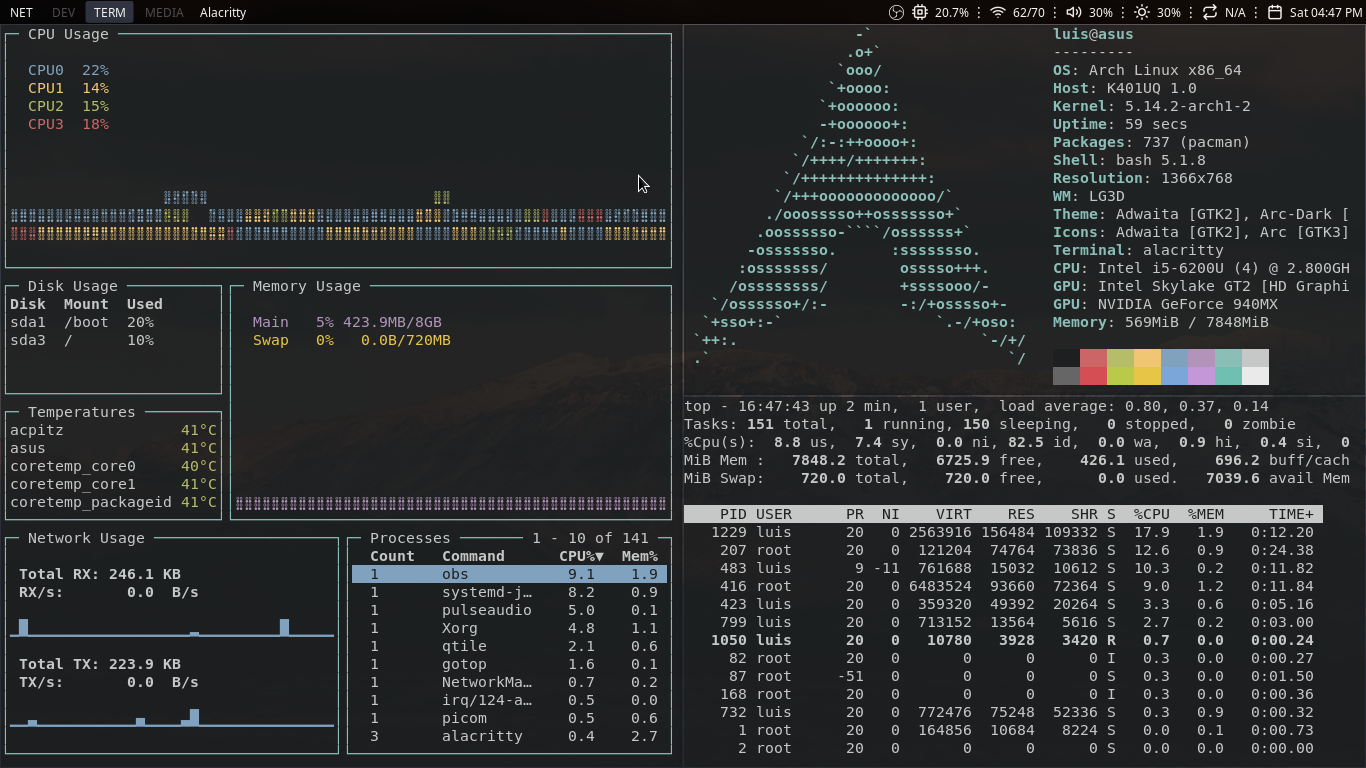 NET DEV TERM MEDIA Alacritty 20.7% 62/70 30% 30% N/A Sat 04:47 PM
CPU Usage
CPU0 22%
CPU1 14%
CPU2 15%
CPU3 18%
Disk Usage
Disk Mount Used
sda1 /boot 20%
sda3 / 10%
Memory Usage
Main 5% 423.9MB/8GB
Swap 0% 0.0B/720MB
Temperatures
acpitz 41°C
asus 41°C
coretemp_core0 40°C
coretemp_core1 41°C
coretemp_packageid 41°C
Network Usage
Total RX: 246.1 KB
RX/s: 0.0 B/s
Total TX: 223.9 KB
TX/s: 0.0 B/s
Processes 1 - 10 of 141
Count Command CPU%▼ Mem%
1 obs 9.1 1.9
1 systemd-j… 8.2 0.9
1 pulseaudio 5.0 0.1
1 Xorg 4.8 1.1
1 qtile 2.1 0.6
1 gotop 1.6 0.1
1 NetworkMa… 0.7 0.2
1 irq/124-a… 0.5 0.0
1 picom 0.5 0.6
3 alacritty 0.4 2.7
-`
.o+`
`ooo/
`+oooo:
`+oooooo:
-+oooooo+:
`/:-:++oooo+:
`/++++/+++++++:
`/++++++++++++++:
`/+++ooooooooooooo/`
./ooosssso++osssssso+`
.oossssso-````/ossssss+`
-osssssso. :ssssssso.
:osssssss/ osssso+++.
/ossssssss/ +ssssooo/-
`/ossssso+/:- -:/+osssso+-
`+sso+:-` `.-/+oso:
`++:. `-/+/
.` `/
luis@asus
---------
OS: Arch Linux x86_64
Host: K401UQ 1.0
Kernel: 5.14.2-arch1-2
Uptime: 59 secs
Packages: 737 (pacman)
Shell: bash 5.1.8
Resolution: 1366x768
WM: LG3D
Theme: Adwaita [GTK2], Arc-Dark [
Icons: Adwaita [GTK2], Arc [GTK3]
Terminal: alacritty
CPU: Intel i5-6200U (4) @ 2.800GH
GPU: Intel Skylake GT2 [HD Graphi
GPU: NVIDIA GeForce 940MX
Memory: 569MiB / 7848MiB
top - 16:47:43 up 2 min, 1 user, load average: 0.80, 0.37, 0.14
Tasks: 151 total, 1 running, 150 sleeping, 0 stopped, 0 zombie
%Cpu(s): 8.8 us, 7.4 sy, 0.0 ni, 82.5 id, 0.0 wa, 0.9 hi, 0.4 si, 0
MiB Mem : 7848.2 total, 6725.9 free, 426.1 used, 696.2 buff/cach
MiB Swap: 720.0 total, 720.0 free, 0.0 used. 7039.6 avail Mem
PID USER PR NI VIRT RES SHR S %CPU %MEM TIME+
1229 luis 20 0 2563916 156484 109332 S 17.9 1.9 0:12.20
207 root 20 0 121204 74764 73836 S 12.6 0.9 0:24.38
483 luis 9 -11 761688 15032 10612 S 10.3 0.2 0:11.82
416 root 20 0 6483524 93660 72364 S 9.0 1.2 0:11.84
423 luis 20 0 359320 49392 20264 S 3.3 0.6 0:05.16
799 luis 20 0 713152 13564 5616 S 2.7 0.2 0:03.00
1050 luis 20 0 10780 3928 3420 R 0.7 0.0 0:00.24
82 root 20 0 0 0 0 I 0.3 0.0 0:00.27
87 root -51 0 0 0 0 S 0.3 0.0 0:01.50
168 root 20 0 0 0 0 I 0.3 0.0 0:00.36
732 luis 20 0 772476 75248 52336 S 0.3 0.9 0:00.32
1 root 20 0 164856 10684 8224 S 0.0 0.1 0:00.73
2 root 20 0 0 0 0 S 0.0 0.0 0:00.00